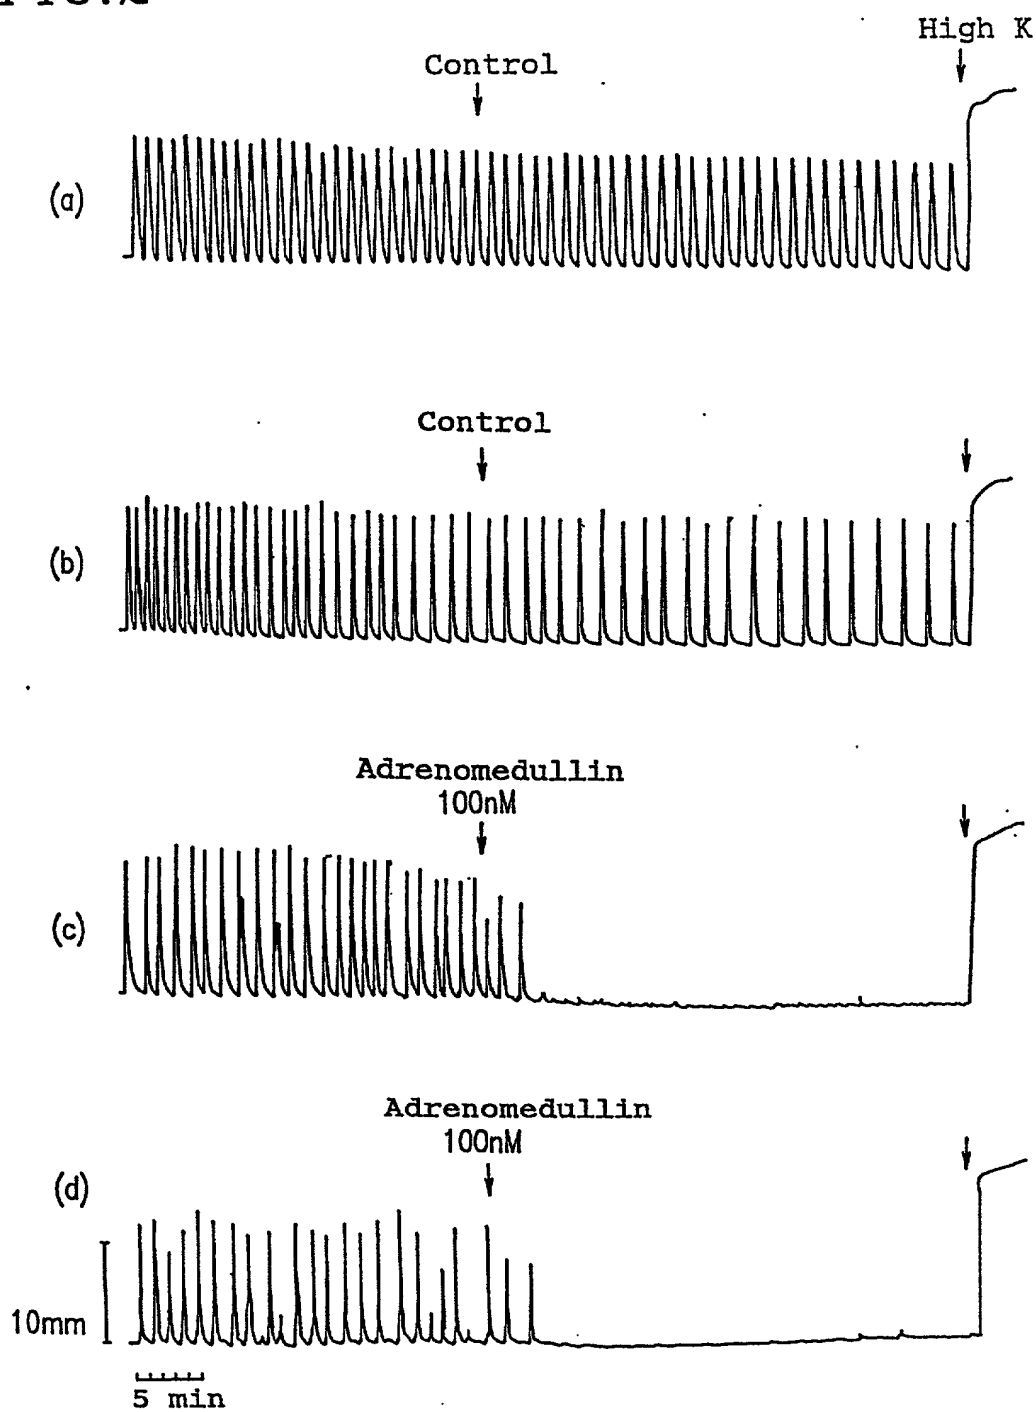 High K
Control
(a)
Control
(b)
Adrenomedullin
100nM
(c)
Adrenomedullin
100nM
(d)
10mm
5 min